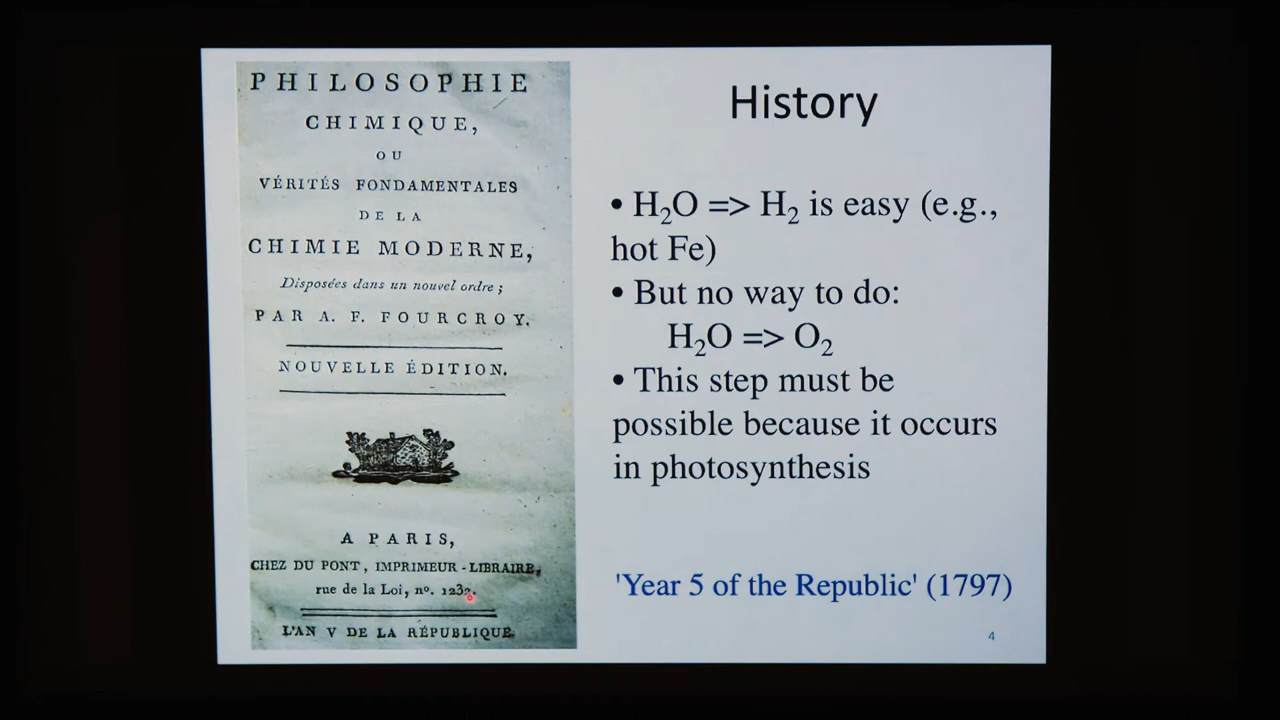 PHILOSOPHIE
CHIMIQUE,
OU
VÉRITÉS FONDAMENTALES
DE LA
CHIMIE MODERNE,
Disposées dans un nouvel ordre ;
PAR A. F. FOURCROY.
NOUVELLE ÉDITION.
A PARIS,
CHEZ DU PONT, IMPRIMEUR-LIBRAIRE,
rue de la Loi, nº.
L'AN V DE LA RÉPUBLIQUE.
History
• H₂O => H₂ is easy (e.g.,
hot Fe)
• But no way to do:
H₂O => O₂
• This step must be
possible because it occurs
in photosynthesis
'Year 5 of the Republic' (1797)
4